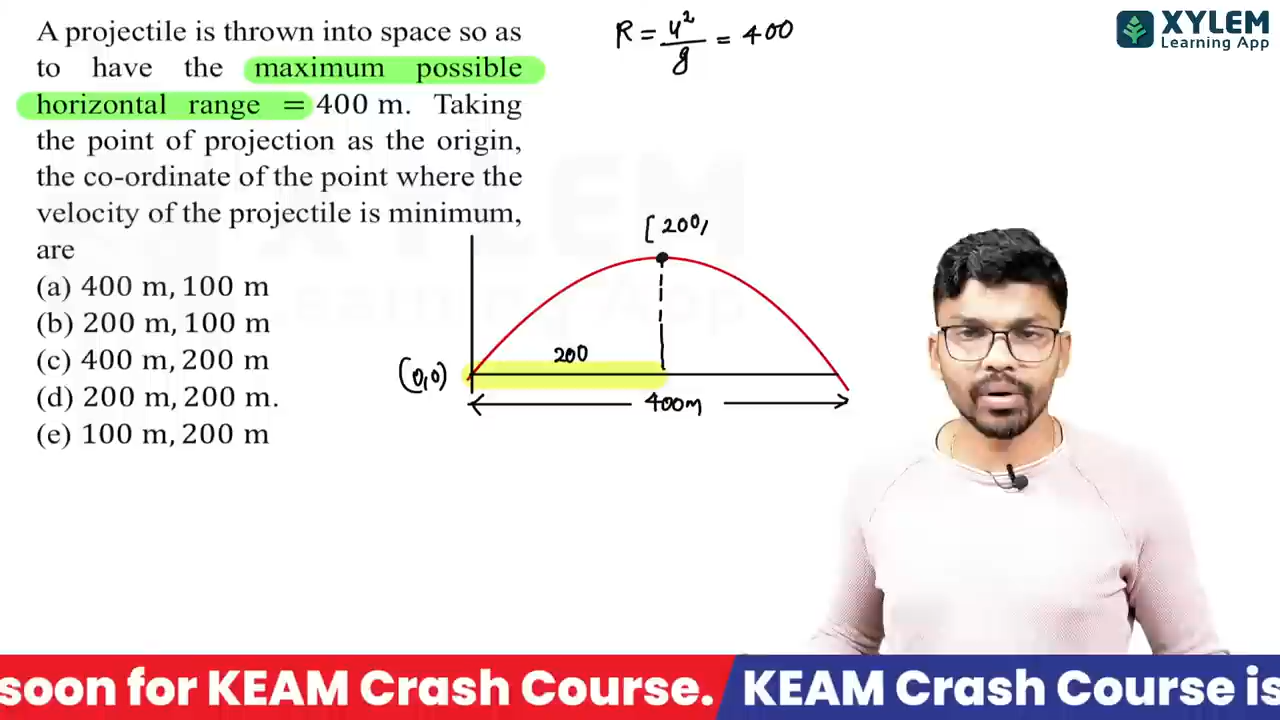 A projectile is thrown into space so as
to have the maximum possible
horizontal range = 400 m. Taking
the point of projection as the origin,
the co-ordinate of the point where the
velocity of the projectile is minimum,
are
(a) 400 m, 100 m
(b) 200 m, 100 m
(c) 400 m, 200 m
(d) 200 m, 200 m.
(e) 100 m, 200 m
R = u²/g = 400
[200,
200
(0,0)
400m
XYLEM
Learning App
XYLEM
Learning App
soon for KEAM Crash Course.
KEAM Crash Course is